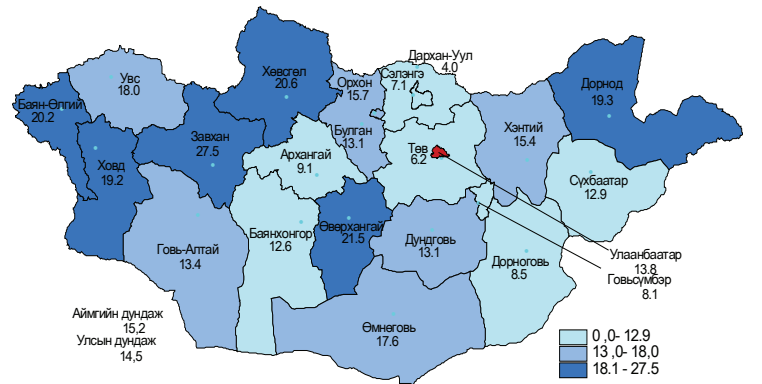 Дархан-Уул
4.0
Сэлэнгэ
7.1
Хөвсгөл
20.6
Орхон
15.7
Увс
18.0
Дорнод
19.3
Баян-Өлгий
20.2
Завхан
27.5
Булган
13.1
Хэнтий
15.4
Төв
6.2
Архангай
9.1
Ховд
19.2
Сүхбаатар
12.9
Говь-Алтай
13.4
Баянхонгор
12.6
Өверхангай
21.5
Дундговь
13.1
Дорноговь
8.5
Улаанбаатар
13.8
Говьсүмбэр
8.1
Өмнөговь
17.6
Аймгийн дундаж
15,2
Улсын дундаж
14,5
0 ,0- 12.9
13 ,0- 18,0
18.1 - 27.5